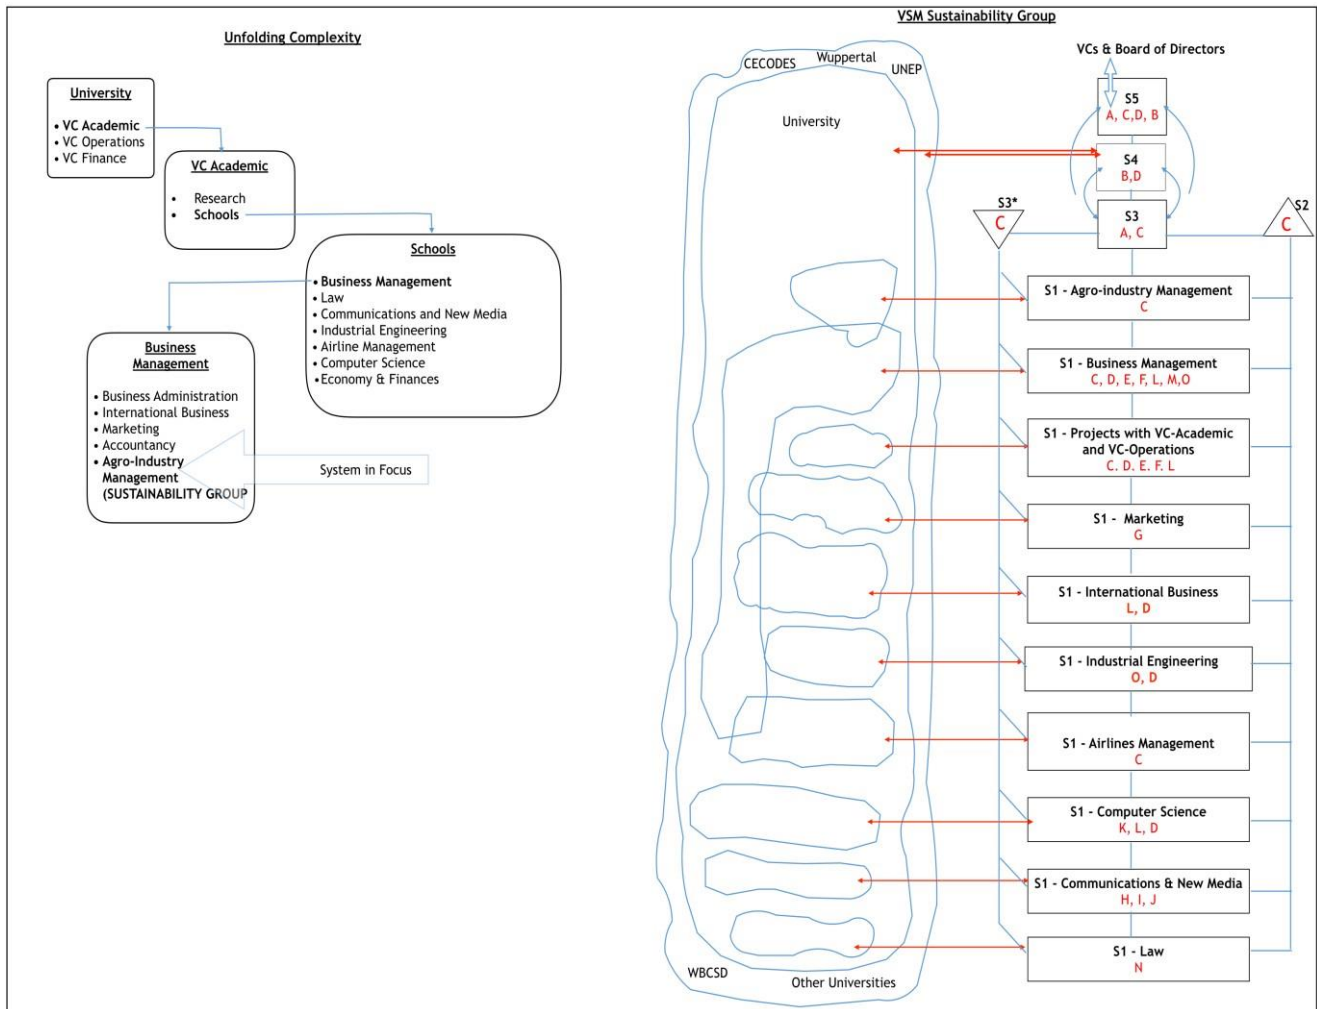 Unfolding Complexity
University
• VC Academic
• VC Operations
• VC Finance
VC Academic
• Research
• Schools
Schools
• Business Management
• Law
• Communications and New Media
• Industrial Engineering
• Airline Management
• Computer Science
• Economy & Finances
Business
Management
• Business Administration
• International Business
• Marketing
• Accountancy
• Agro-Industry
Management
(SUSTAINABILITY GROUP
System in Focus
VSM Sustainability Group
CECODES
Wuppertal
UNEP
University
WBCSD
Other Universities
VCs & Board of Directors
S5
A, C,D, B
S4
B,D
S3*
C
S3
A, C
S2
C
S1 - Agro-industry Management
C
S1 - Business Management
C, D, E, F, L, M,O
S1 - Projects with VC-Academic
and VC-Operations
C. D. E. F. L
S1 - Marketing
G
S1 - International Business
L, D
S1 - Industrial Engineering
O, D
S1 - Airlines Management
C
S1 - Computer Science
K, L, D
S1 - Communications & New Media
H, I, J
S1 - Law
N